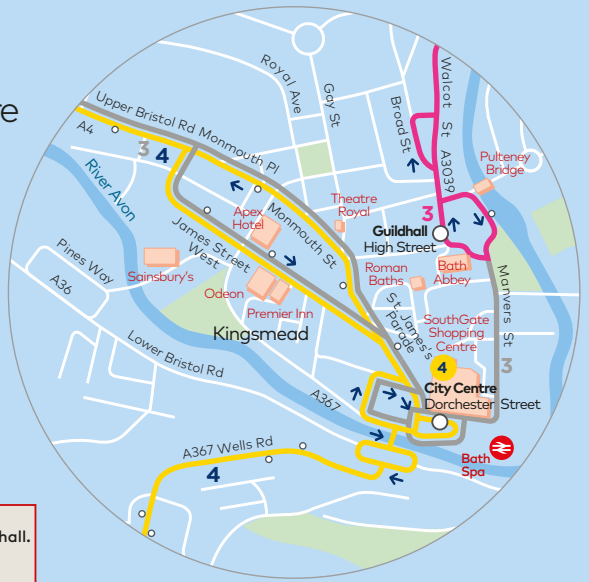 re
Royal Ave
Gay St
Broad St
Walcot St A3039
Upper Bristol Rd
Monmouth Pl
A4
3 4
River Avon
Pulteney
Bridge
Theatre
Royal
3
Guildhall
High Street
Apex
Hotel
Monmouth St
James Street
West
Pines Way
A36
Sainsbury's
Odeon
Premier Inn
Roman
Baths
Bath
Abbey
Manvers St
St. James's
Parade
SouthGate
Shopping
Centre
Kingsmead
Lower Bristol Rd
A367
4
3
City Centre
Dorchester Street
A367 Wells Rd
4
Bath
Spa
hall.